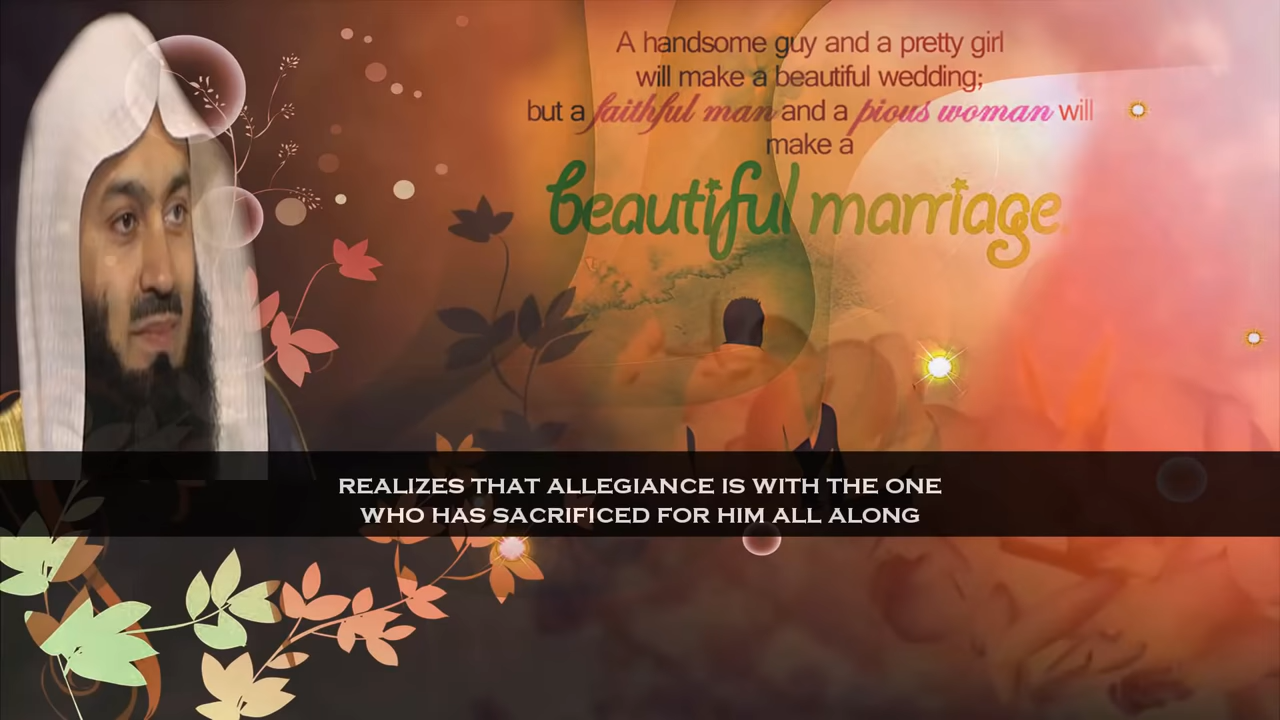 A handsome guy and a pretty girl
will make a beautiful wedding;
but a faithful man and a pious woman will
make a
beautiful marriage.
REALIZES THAT ALLEGIANCE IS WITH THE ONE
WHO HAS SACRIFICED FOR HIM ALL ALONG